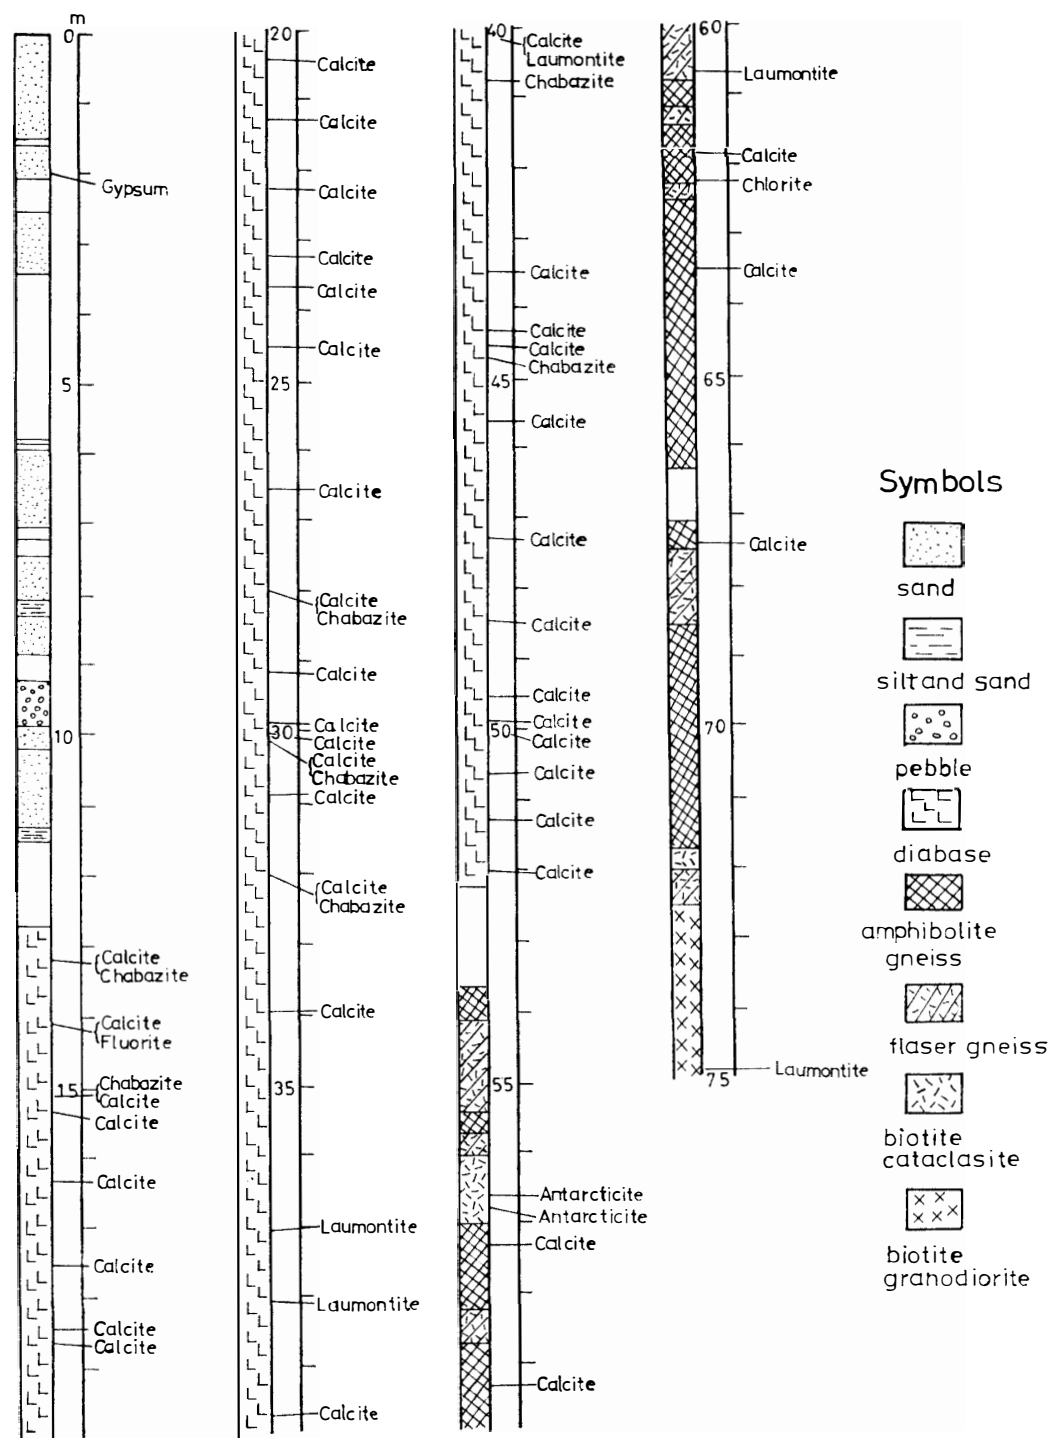 m
0
Gypsum
5
10
Calcite
Chabazite
Calcite
Fluorite
Chabazite
15
Calcite
Calcite
Calcite
Calcite
Calcite
Calcite
20
Calcite
Calcite
Calcite
Calcite
Calcite
Calcite
25
Calcite
Calcite
Chabazite
Calcite
Calcite
30
Calcite
Calcite
Chabazite
Calcite
Calcite
Chabazite
Calcite
35
Laumontite
Laumontite
Calcite
40
Calcite
Laumontite
Chabazite
Calcite
Calcite
Calcite
Chabazite
45
Calcite
Calcite
Calcite
Calcite
Calcite
50
Calcite
Calcite
Calcite
Calcite
55
Antarcticite
Antarcticite
Calcite
Calcite
60
Laumontite
Calcite
Chlorite
Calcite
65
Calcite
70
Laumontite
75
Symbols
sand
silt and sand
pebble
diabase
amphibolite
gneiss
flaser gneiss
biotite
cataclasite
biotite
granodiorite